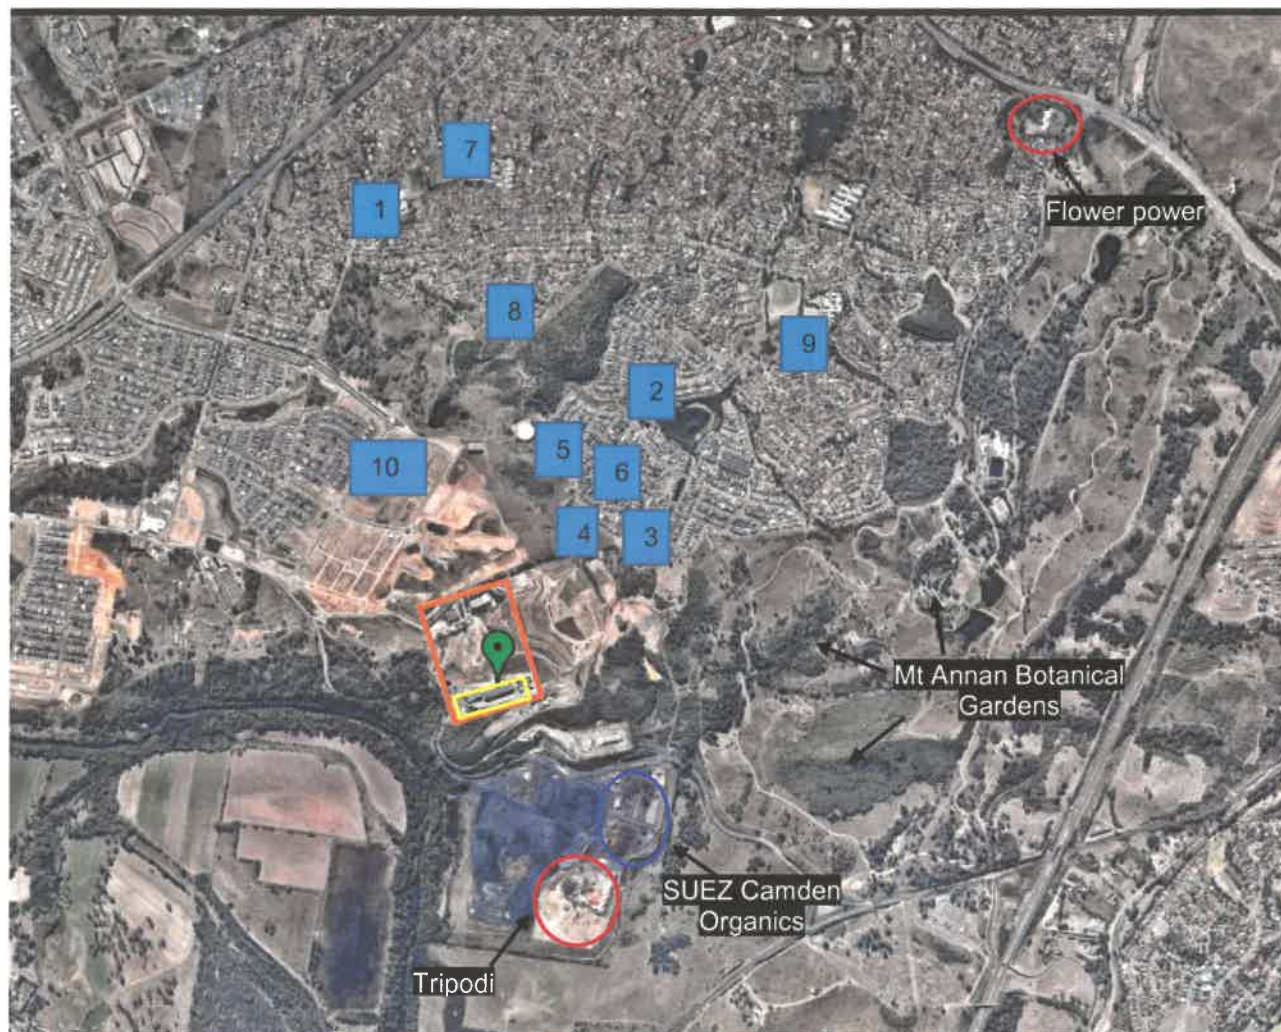 7
1
Flower power
8
9
2
5
6
10
4
3
Mt Annan Botanical
Gardens
SUEZ Camden
Organics
Tripodi